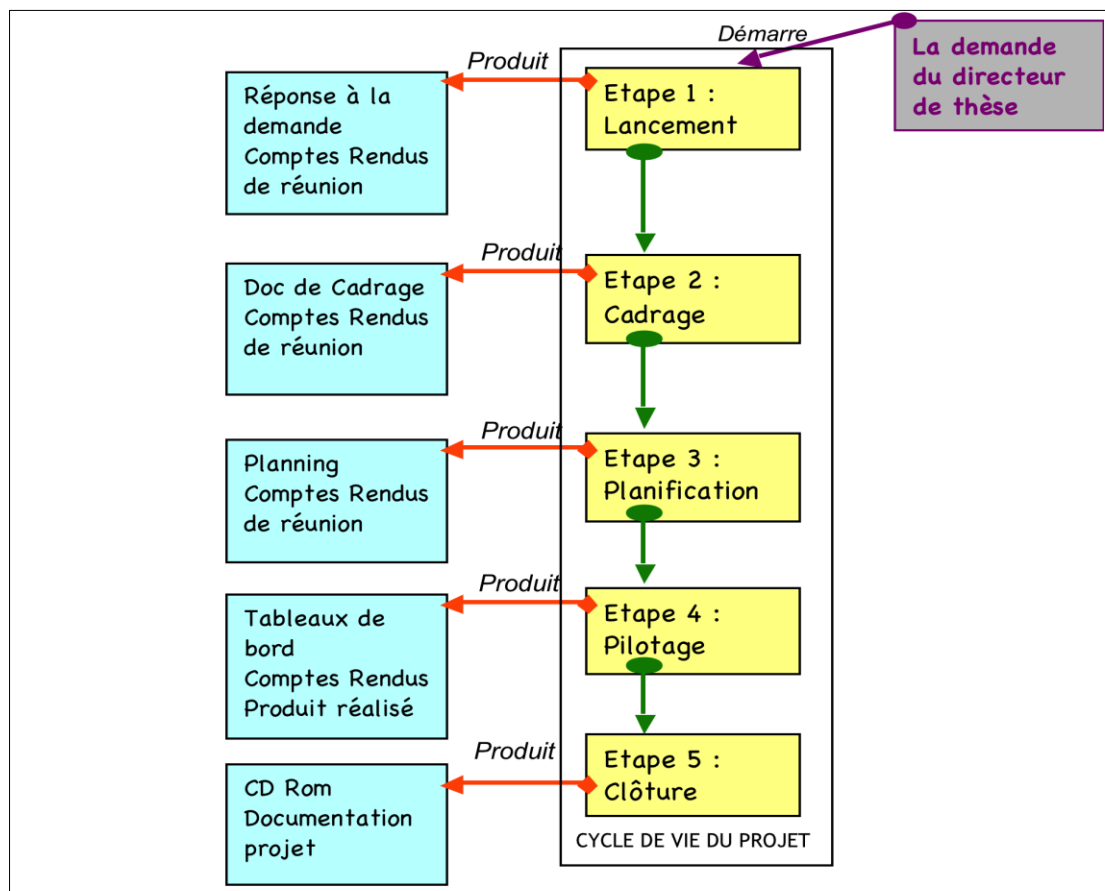 Démarre
La demande
du directeur
de thèse
Produit
Réponse à la
demande
Comptes Rendus
de réunion
Etape 1 :
Lancement
Produit
Doc de Cadrage
Comptes Rendus
de réunion
Etape 2 :
Cadrage
Produit
Planning
Comptes Rendus
de réunion
Etape 3 :
Planification
Produit
Tableaux de
bord
Comptes Rendus
Produit réalisé
Etape 4 :
Pilotage
Produit
CD Rom
Documentation
projet
Etape 5 :
Clôture
CYCLE DE VIE DU PROJET